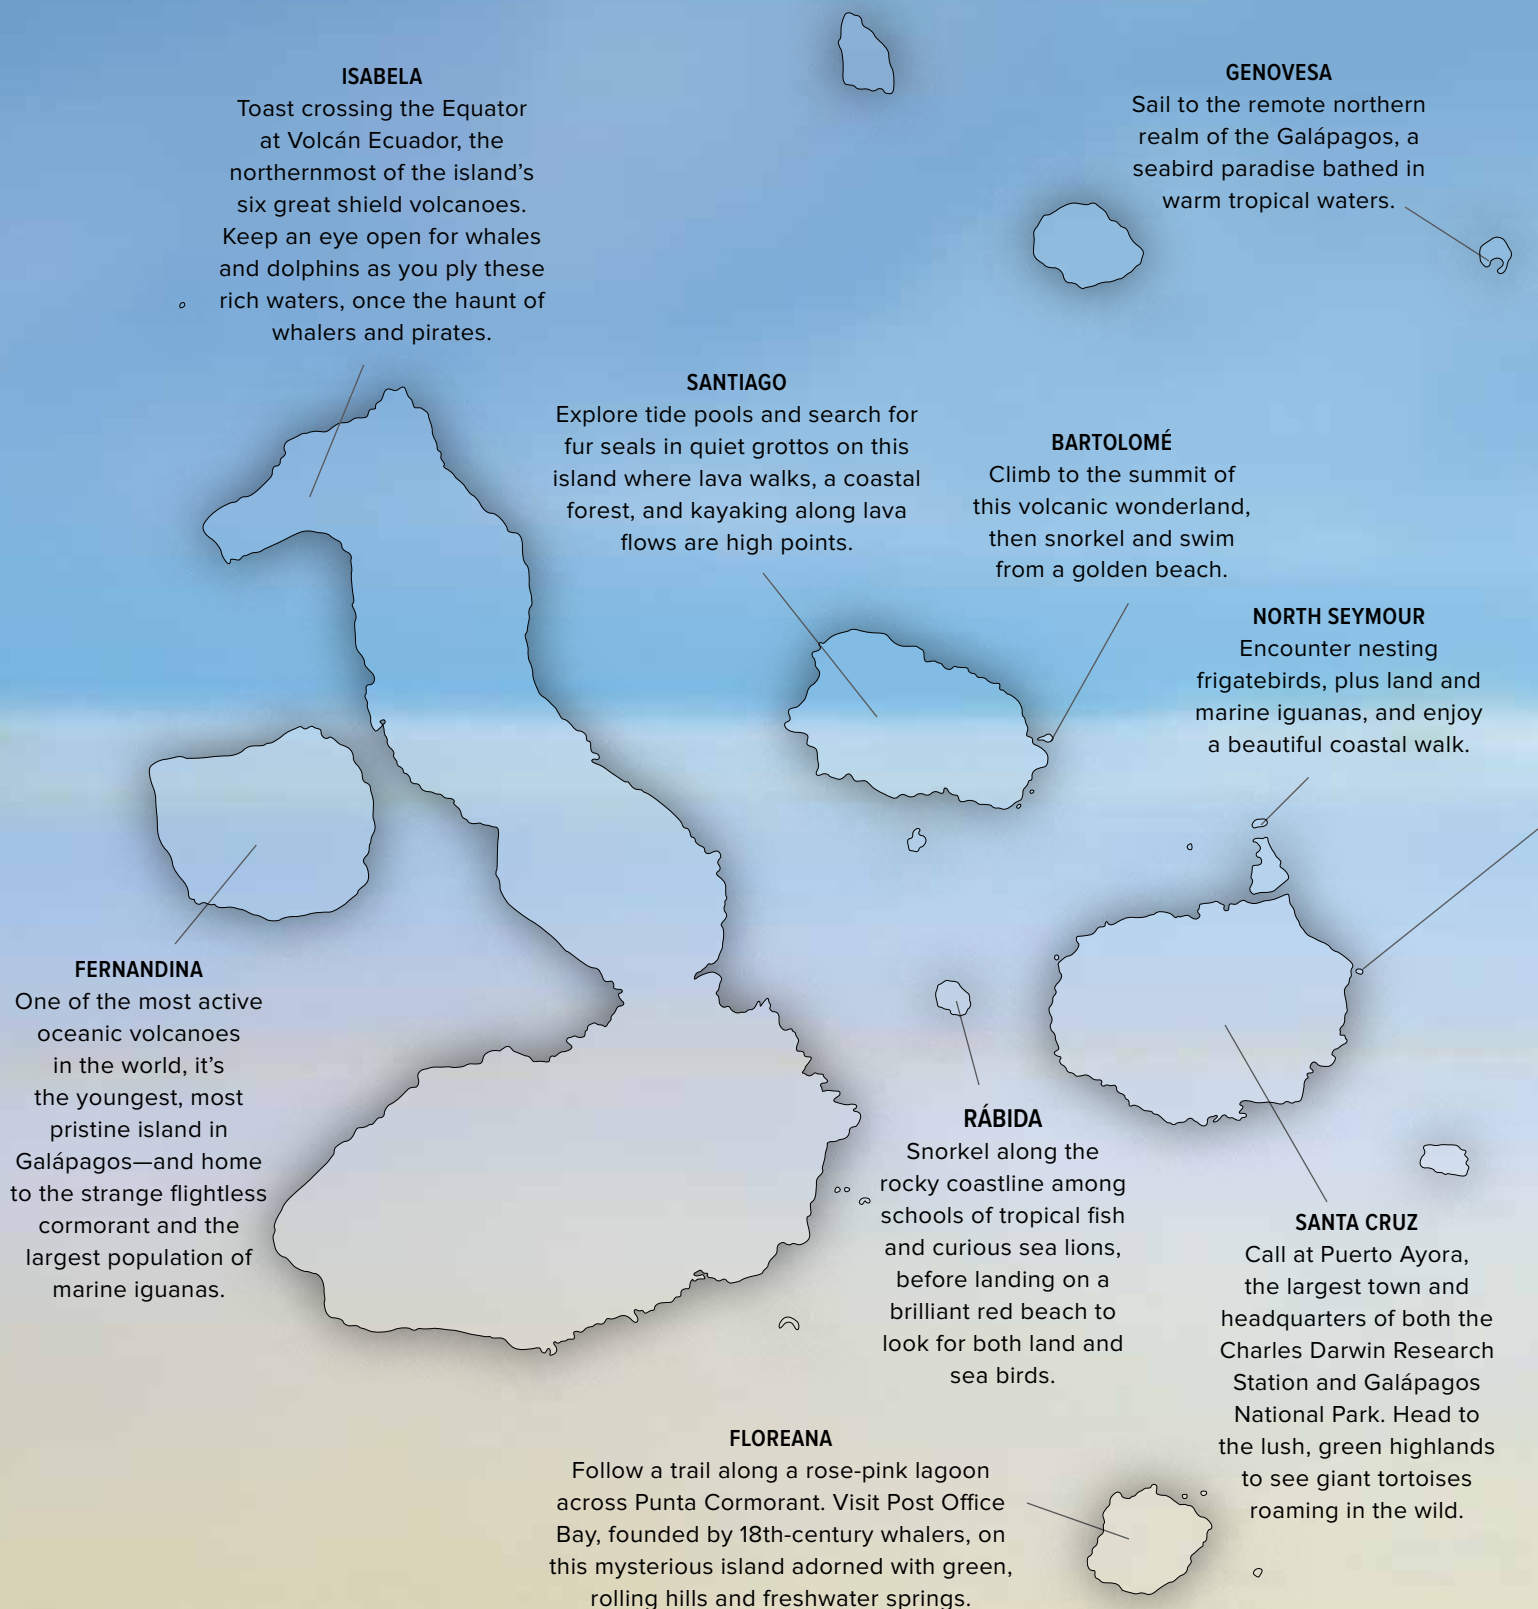 ISABELA
Toast crossing the Equator
at Volcán Ecuador, the
northernmost of the island's
six great shield volcanoes.
Keep an eye open for whales
and dolphins as you ply these
rich waters, once the haunt of
whalers and pirates.
GENOVESA
Sail to the remote northern
realm of the Galápagos, a
seabird paradise bathed in
warm tropical waters.
SANTIAGO
Explore tide pools and search for
fur seals in quiet grottos on this
island where lava walks, a coastal
forest, and kayaking along lava
flows are high points.
BARTOLOMÉ
Climb to the summit of
this volcanic wonderland,
then snorkel and swim
from a golden beach.
NORTH SEYMOUR
Encounter nesting
frigatebirds, plus land and
marine iguanas, and enjoy
a beautiful coastal walk.
FERNANDINA
One of the most active
oceanic volcanoes
in the world, it's
the youngest, most
pristine island in
Galápagos—and home
to the strange flightless
cormorant and the
largest population of
marine iguanas.
RÁBIDA
Snorkel along the
rocky coastline among
schools of tropical fish
and curious sea lions,
before landing on a
brilliant red beach to
look for both land and
sea birds.
SANTA CRUZ
Call at Puerto Ayora,
the largest town and
headquarters of both the
Charles Darwin Research
Station and Galápagos
National Park. Head to
the lush, green highlands
to see giant tortoises
roaming in the wild.
FLOREANA
Follow a trail along a rose-pink lagoon
across Punta Cormorant. Visit Post Office
Bay, founded by 18th-century whalers, on
this mysterious island adorned with green,
rolling hills and freshwater springs.